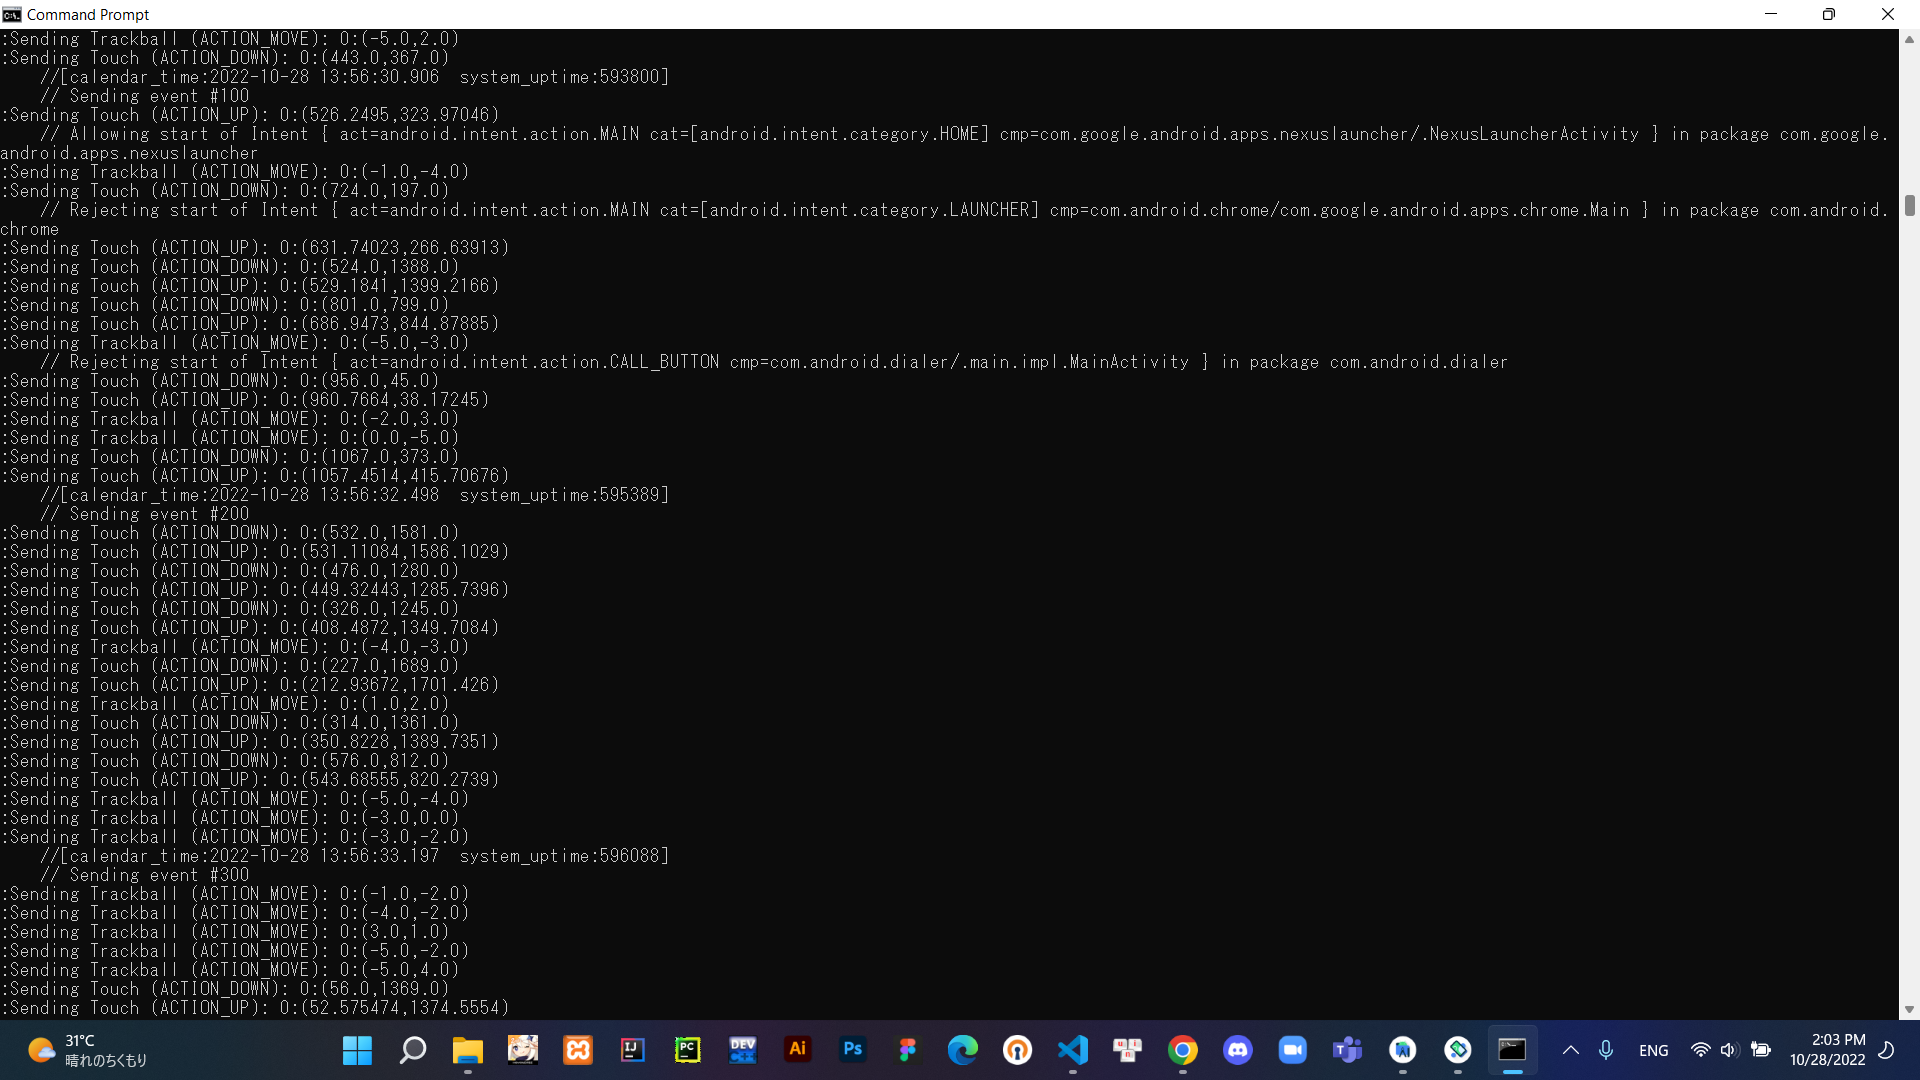 Command Prompt
:Sending Trackball (ACTION_MOVE): 0:(-5.0,2.0)
:Sending Touch (ACTION_DOWN): 0:(443.0,367.0)
//[calendar_time:2022-10-28 13:56:30.906  system_uptime:593800]
// Sending event #100
:Sending Touch (ACTION_UP): 0:(526.2495,323.97046)
// Allowing start of Intent { act=android.intent.action.MAIN cat=[android.intent.category.HOME] cmp=com.google.android.apps.nexuslauncher/.NexusLauncherActivity } in package com.google.
android.apps.nexuslauncher
:Sending Trackball (ACTION_MOVE): 0:(-1.0,-4.0)
:Sending Touch (ACTION_DOWN): 0:(724.0,197.0)
// Rejecting start of Intent { act=android.intent.action.MAIN cat=[android.intent.category.LAUNCHER] cmp=com.android.chrome/com.google.android.apps.chrome.Main } in package com.android.
chrome
:Sending Touch (ACTION_UP): 0:(631.74023,266.63913)
:Sending Touch (ACTION_DOWN): 0:(524.0,1388.0)
:Sending Touch (ACTION_UP): 0:(529.1841,1399.2166)
:Sending Touch (ACTION_DOWN): 0:(801.0,799.0)
:Sending Touch (ACTION_UP): 0:(686.9473,844.87885)
:Sending Trackball (ACTION_MOVE): 0:(-5.0,-3.0)
// Rejecting start of Intent { act=android.intent.action.CALL_BUTTON cmp=com.android.dialer/.main.impl.MainActivity } in package com.android.dialer
:Sending Touch (ACTION_DOWN): 0:(956.0,45.0)
:Sending Touch (ACTION_UP): 0:(960.7664,38.17245)
:Sending Trackball (ACTION_MOVE): 0:(-2.0,3.0)
:Sending Trackball (ACTION_MOVE): 0:(0.0,-5.0)
:Sending Touch (ACTION_DOWN): 0:(1067.0,373.0)
:Sending Touch (ACTION_UP): 0:(1057.4514,415.70676)
//[calendar_time:2022-10-28 13:56:32.498  system_uptime:595389]
// Sending event #200
:Sending Touch (ACTION_DOWN): 0:(532.0,1581.0)
:Sending Touch (ACTION_UP): 0:(531.11084,1586.1029)
:Sending Touch (ACTION_DOWN): 0:(476.0,1280.0)
:Sending Touch (ACTION_UP): 0:(449.32443,1285.7396)
:Sending Touch (ACTION_DOWN): 0:(326.0,1245.0)
:Sending Touch (ACTION_UP): 0:(408.4872,1349.7084)
:Sending Trackball (ACTION_MOVE): 0:(-4.0,-3.0)
:Sending Touch (ACTION_DOWN): 0:(227.0,1689.0)
:Sending Touch (ACTION_UP): 0:(212.93672,1701.426)
:Sending Trackball (ACTION_MOVE): 0:(1.0,2.0)
:Sending Touch (ACTION_DOWN): 0:(314.0,1361.0)
:Sending Touch (ACTION_UP): 0:(350.8228,1389.7351)
:Sending Touch (ACTION_DOWN): 0:(576.0,812.0)
:Sending Touch (ACTION_UP): 0:(543.68555,820.2739)
:Sending Trackball (ACTION_MOVE): 0:(-5.0,-4.0)
:Sending Trackball (ACTION_MOVE): 0:(-3.0,0.0)
:Sending Trackball (ACTION_MOVE): 0:(-3.0,-2.0)
//[calendar_time:2022-10-28 13:56:33.197  system_uptime:596088]
// Sending event #300
:Sending Trackball (ACTION_MOVE): 0:(-1.0,-2.0)
:Sending Trackball (ACTION_MOVE): 0:(-4.0,-2.0)
:Sending Trackball (ACTION_MOVE): 0:(3.0,1.0)
:Sending Trackball (ACTION_MOVE): 0:(-5.0,-2.0)
:Sending Trackball (ACTION_MOVE): 0:(-5.0,4.0)
:Sending Touch (ACTION_DOWN): 0:(56.0,1369.0)
:Sending Touch (ACTION_UP): 0:(52.575474,1374.5554)
31°C
晴れのちくもり
IJ
PC
DEV
Ai
Ps
ENG
2:03 PM
10/28/2022